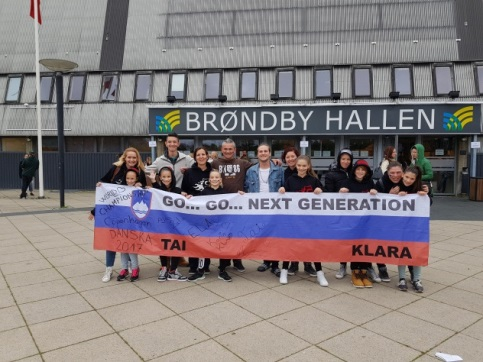 BRØNDBY HALLEN
GO... GO... NEXT GENERATION
DANSKA
2017
TAI
KLARA